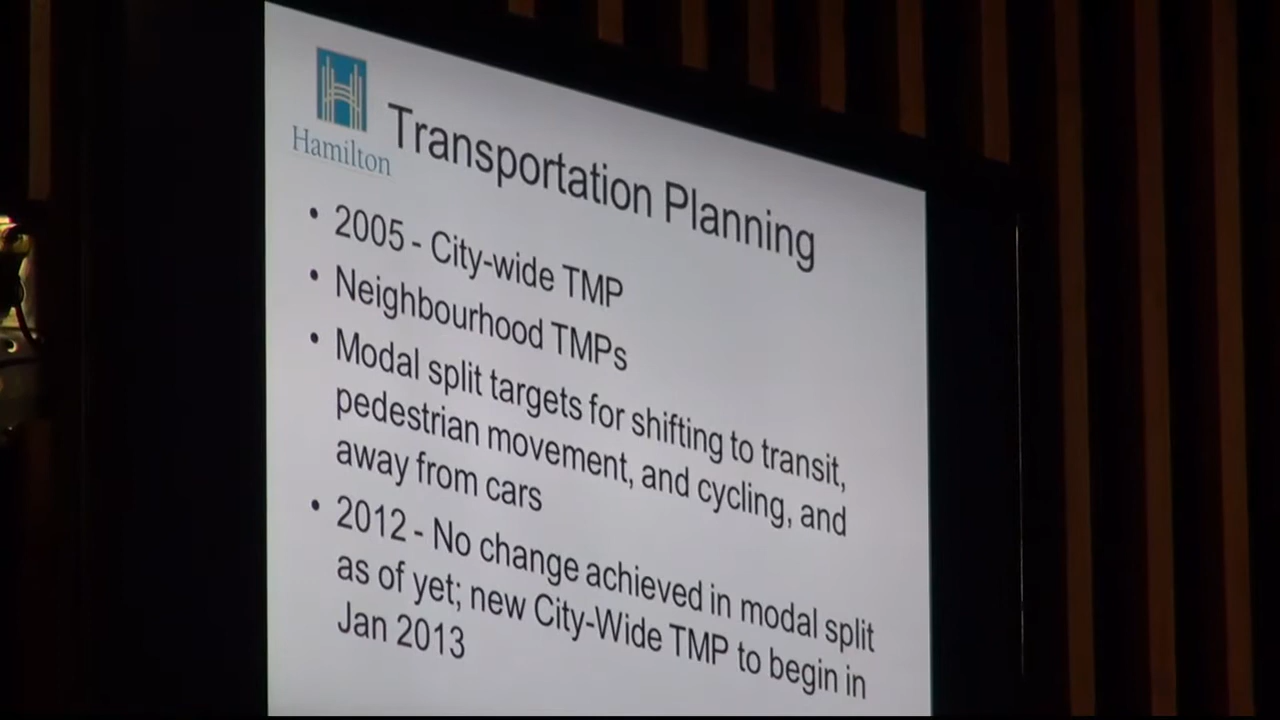 Hamilton
Transportation Planning
• 2005 - City-wide TMP
• Neighbourhood TMPs
• Modal split targets for shifting to transit,
pedestrian movement, and cycling, and
away from cars
• 2012 - No change achieved in modal split
as of yet; new City-Wide TMP to begin in
Jan 2013